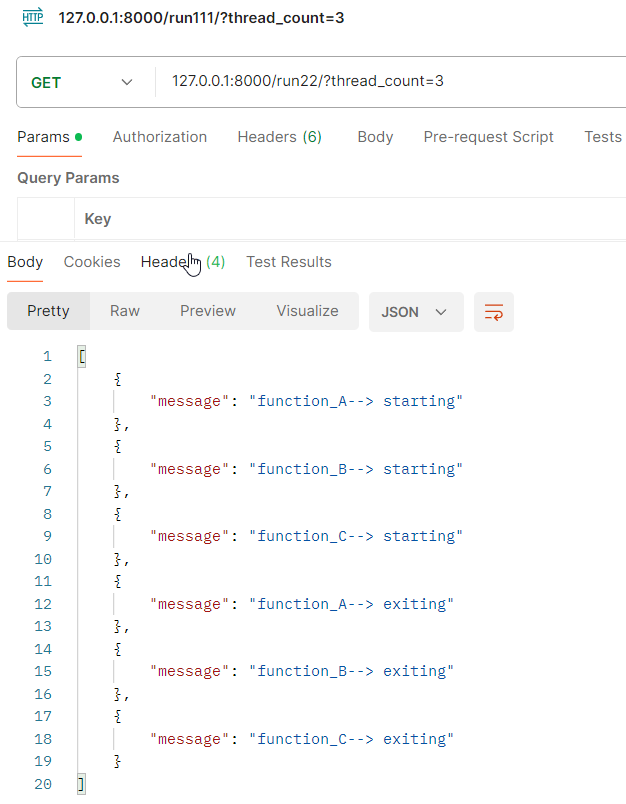 HTTP 127.0.0.1:8000/run111/?thread_count=3
GET 127.0.0.1:8000/run22/?thread_count=3
Params Authorization Headers (6) Body Pre-request Script Tests
Query Params
Key
Body Cookies Headers (4) Test Results
Pretty Raw Preview Visualize JSON
1 [
2 {
3 "message": "function_A--> starting"
4 },
5 {
6 "message": "function_B--> starting"
7 },
8 {
9 "message": "function_C--> starting"
10 },
11 {
12 "message": "function_A--> exiting"
13 },
14 {
15 "message": "function_B--> exiting"
16 },
17 {
18 "message": "function_C--> exiting"
19 }
20 ]